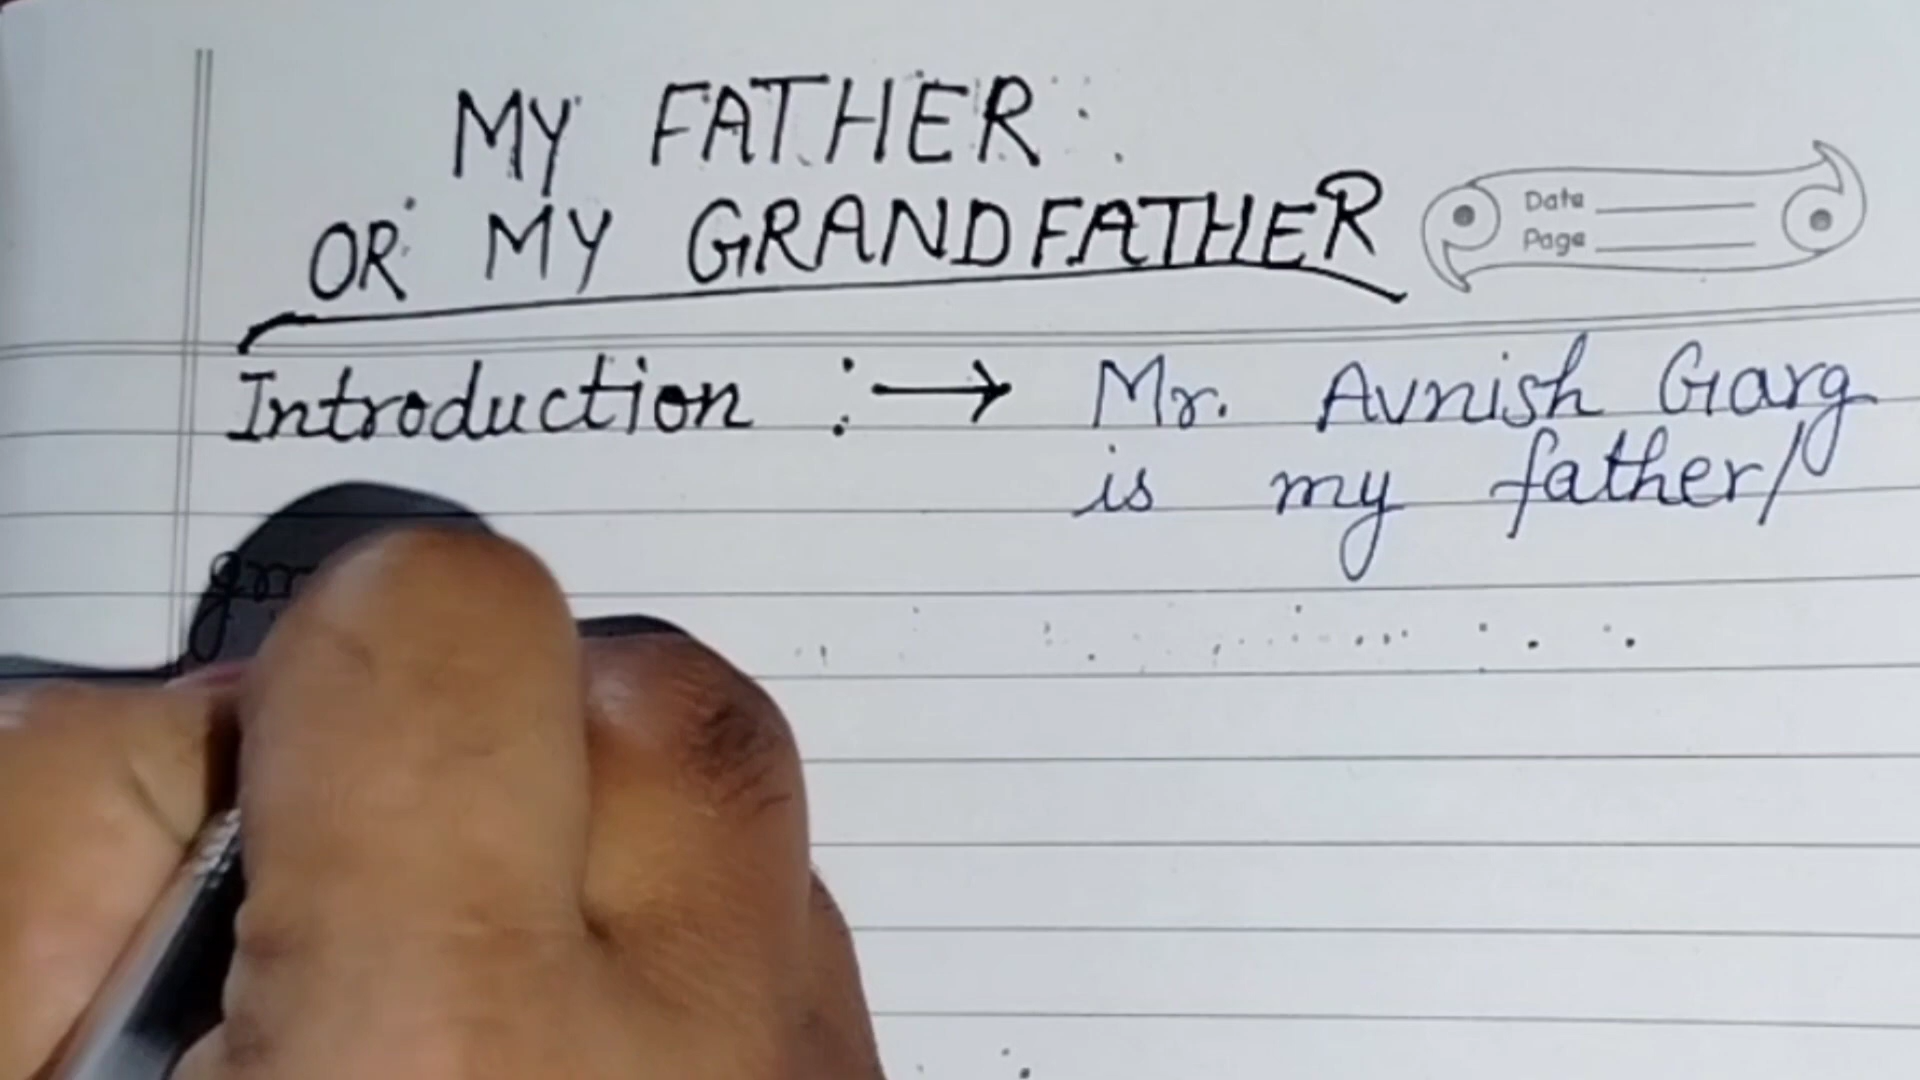 MY FATHER
OR MY GRANDFATHER
Date
Page
Introduction :→ Mr. Avnish Garg
is my father/